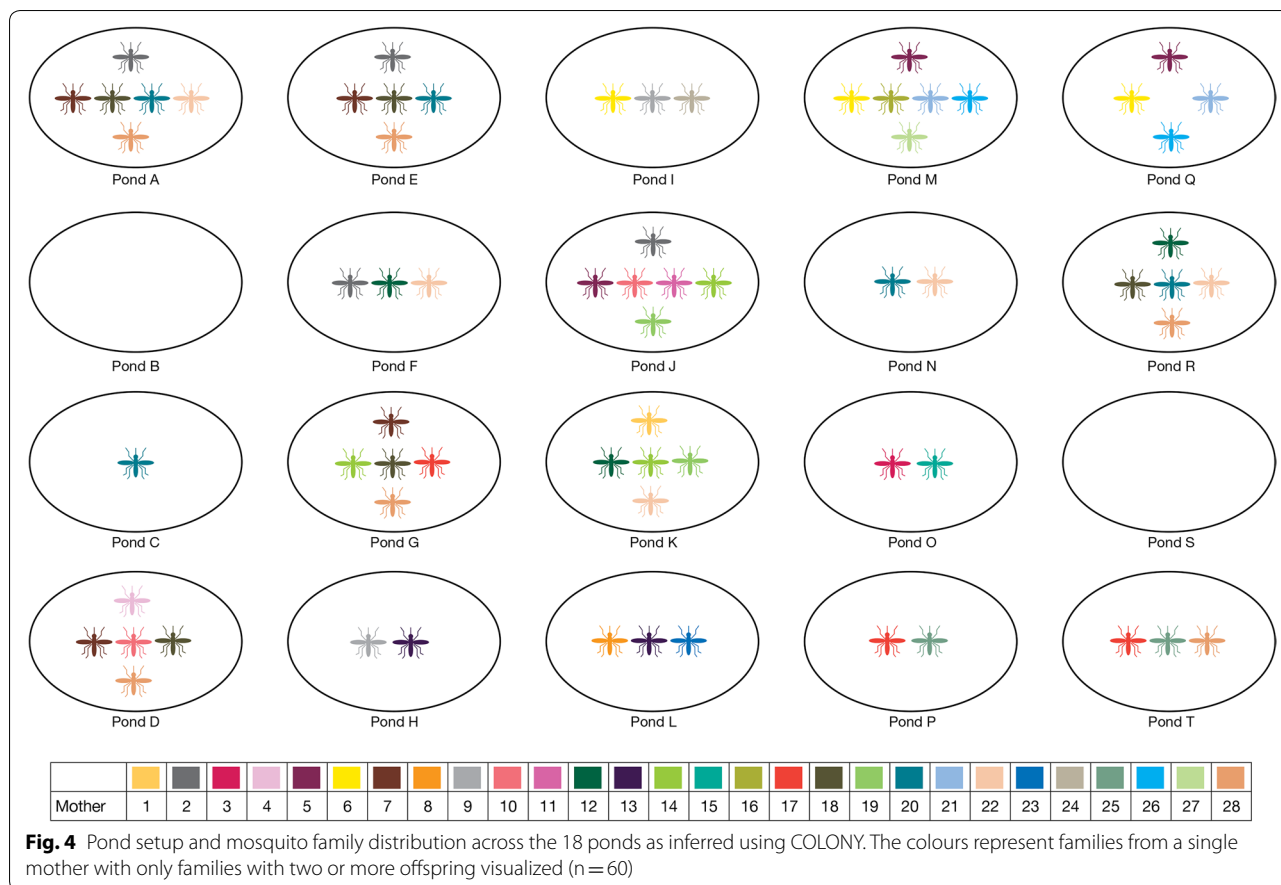 Pond A Pond E Pond I Pond M Pond Q
Pond B Pond F Pond J Pond N Pond R
Pond C Pond G Pond K Pond O Pond S
Pond D Pond H Pond L Pond P Pond T
Mother 1 2 3 4 5 6 7 8 9 10 11 12 13 14 15 16 17 18 19 20 21 22 23 24 25 26 27 28
Fig. 4 Pond setup and mosquito family distribution across the 18 ponds as inferred using COLONY. The colours represent families from a single
mother with only families with two or more offspring visualized (n = 60)